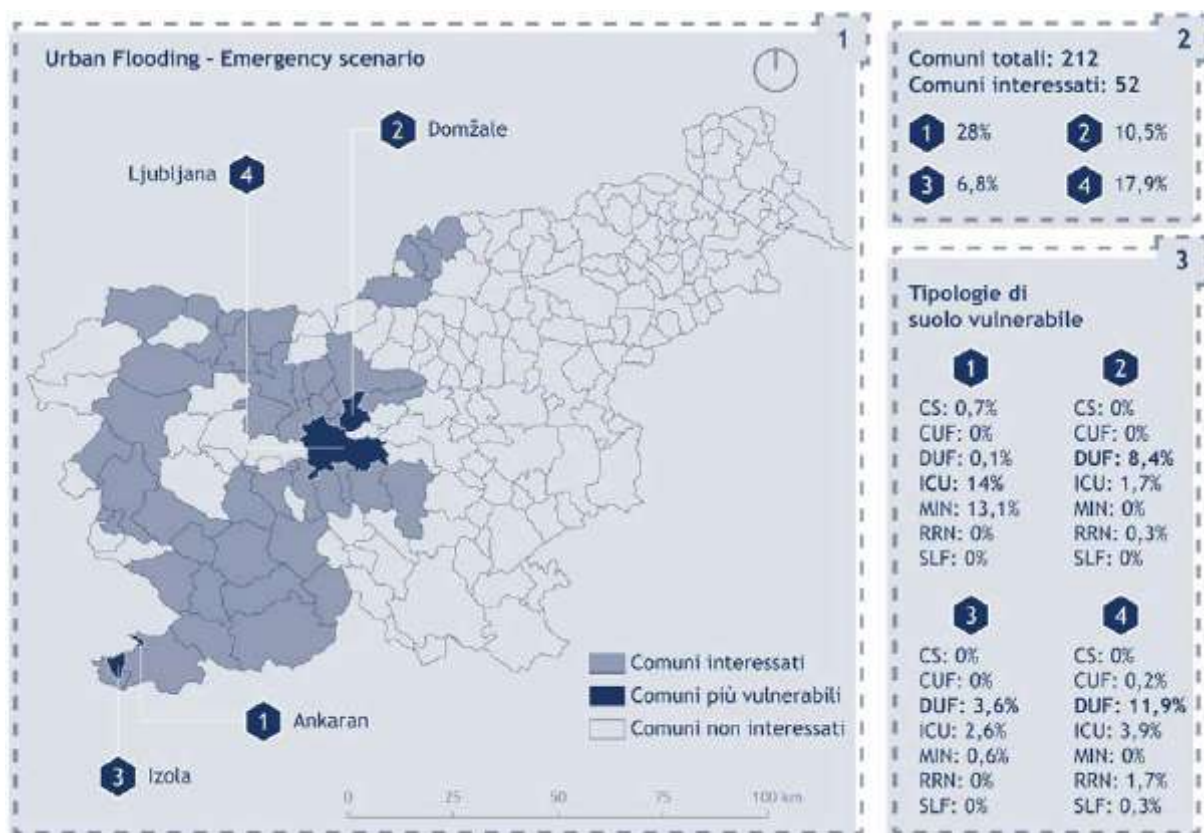 1
Urban Flooding - Emergency scenario
2 Domžale
Ljubijana 4
Comuni interessati
Comuni più vulnerabili
Comuni non interessati
1 Ankaran
3 Izola
0 25 50 75 100 km
2
Comuni totali: 212
Comuni interessati: 52
1 28% 2 10,5%
3 6,8% 4 17,9%
3
Tipologie di
suolo vulnerabile
1
CS: 0,7%
CUF: 0%
DUF: 0,1%
ICU: 14%
MIN: 13,1%
RRN: 0%
SLF: 0%
2
CS: 0%
CUF: 0%
DUF: 8,4%
ICU: 1,7%
MIN: 0%
RRN: 0,3%
SLF: 0%
3
CS: 0%
CUF: 0%
DUF: 3,6%
ICU: 2,6%
MIN: 0,6%
RRN: 0%
SLF: 0%
4
CS: 0%
CUF: 0,2%
DUF: 11,9%
ICU: 3,9%
MIN: 0%
RRN: 1,7%
SLF: 0,3%